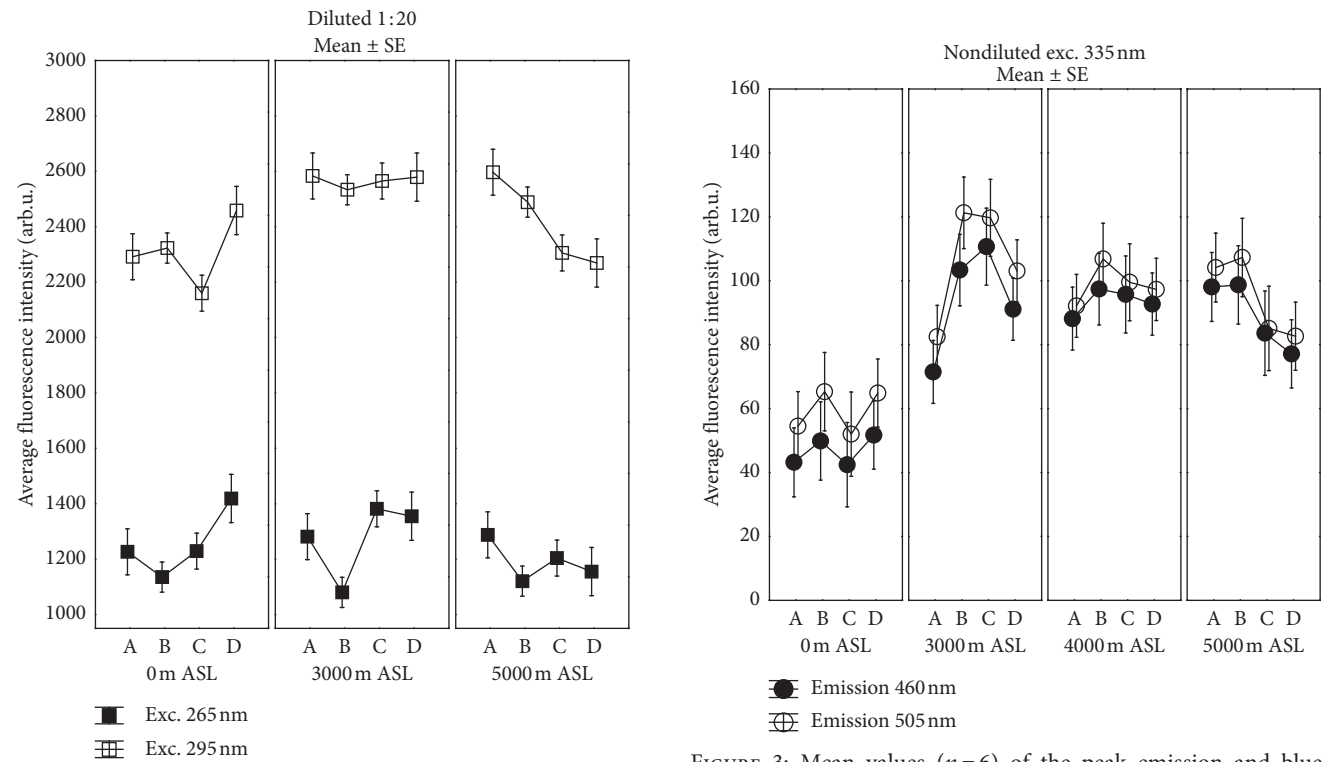 Diluted 1:20
Mean ± SE
Average fluorescence intensity (arb.u.)
3000
2800
2600
2400
2200
2000
1800
1600
1400
1200
1000
A B C D A B C D A B C D
0 m ASL 3000 m ASL 5000 m ASL
Exc. 265 nm
Exc. 295 nm
Nondiluted exc. 335 nm
Mean ± SE
Average fluorescence intensity (arb.u.)
160
140
120
100
80
60
40
20
0
A B C D A B C D A B C D A B C D
0 m ASL 3000 m ASL 4000 m ASL 5000 m ASL
Emission 460 nm
Emission 505 nm
FIGURE 3: Mean values (n = 6) of the peak emission and blue